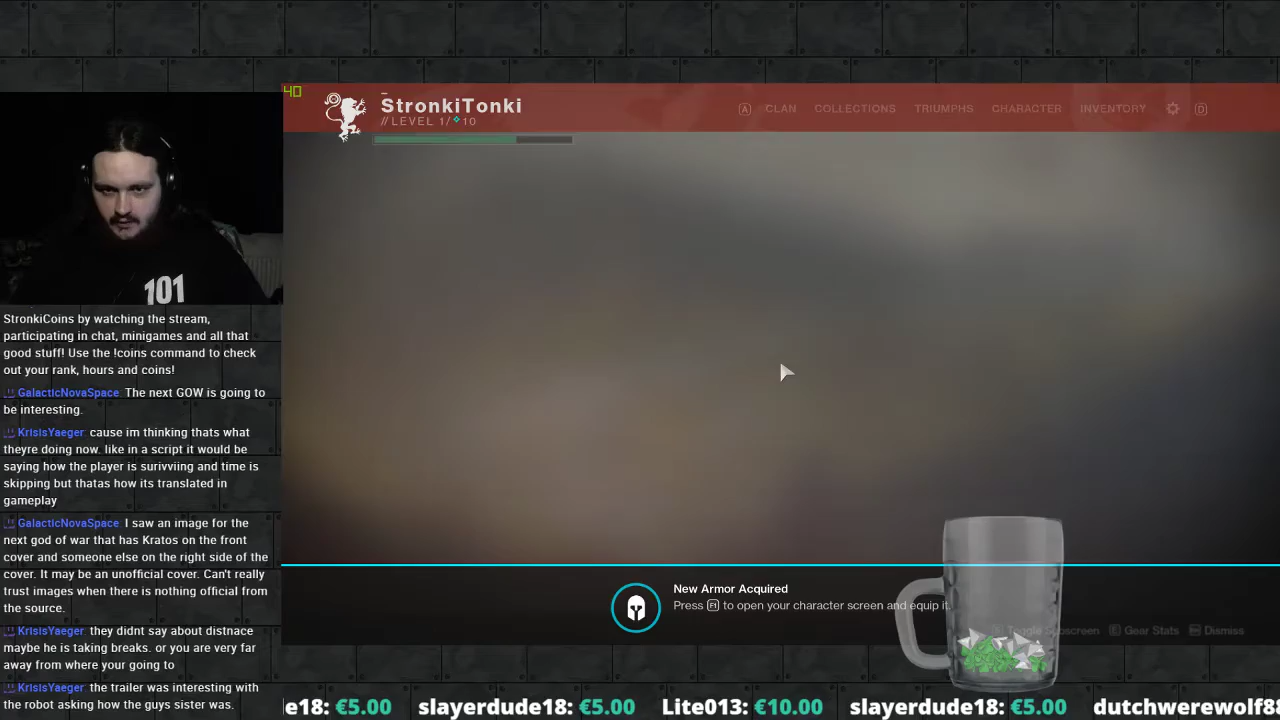 40
StronkiTonki
//LEVEL 1/ 10
A CLAN COLLECTIONS TRIUMPHS CHARACTER INVENTORY D
101
StronkiCoins by watching the stream,
participating in chat, minigames and all that
good stuff! Use the !coins command to check
out your rank, hours and coins!
GalacticNovaSpace: The next GOW is going to
be interesting.
KrisisYaeger: cause im thinking thats what
theyre doing now. like in a script it would be
saying how the player is surivviing and time is
skipping but thatas how its translated in
gameplay
GalacticNovaSpace: I saw an image for the
next god of war that has Kratos on the front
cover and someone else on the right side of the
cover. It may be an unofficial cover. Can't really
trust images when there is nothing official from
the source.
KrisisYaeger: they didnt say about distnace
maybe he is taking breaks. or you are very far
away from where your going to
KrisisYaeger: the trailer was interesting with
the robot asking how the guys sister was.
New Armor Acquired
Press F1 to open your character screen and equip it.
Gear Stats Dismiss
de18: €5.00 slayerdude18: €5.00 Lite013: €10.00 slayerdude18: €5.00 dutchwerewolf88